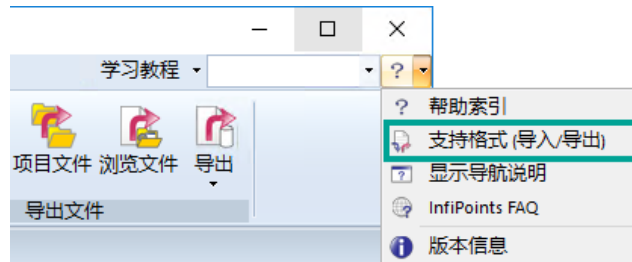 学习教程
?
? 帮助索引
项目文件 浏览文件 导出
支持格式 (导入/导出)
显示导航说明
InfiPoints FAQ
导出文件
版本信息